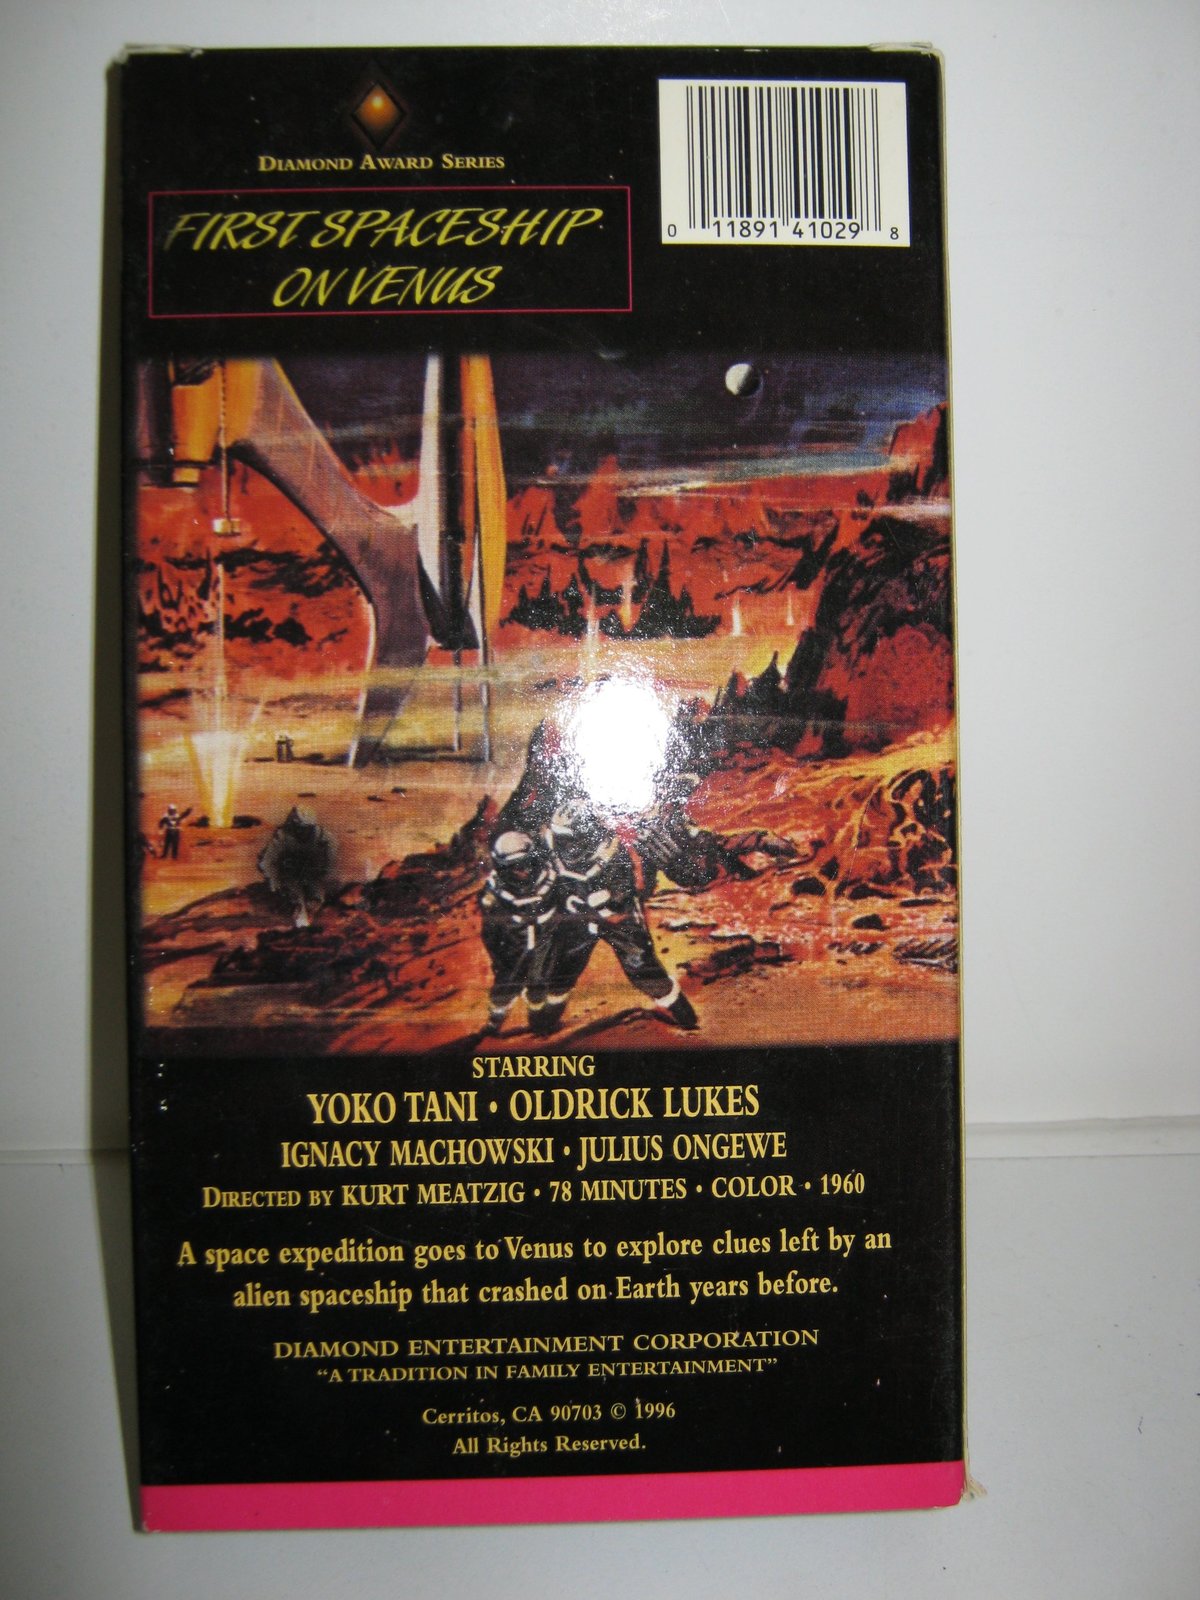 DIAMOND AWARD SERIES
FIRST SPACESHIP
ON VENUS
0 11891 41029 8
STARRING
YOKO TANI • OLDRICK LUKES
IGNACY MACHOWSKI • JULIUS ONGEWE
DIRECTED BY KURT MEATZIG • 78 MINUTES • COLOR • 1960
A space expedition goes to Venus to explore clues left by an
alien spaceship that crashed on Earth years before.
DIAMOND ENTERTAINMENT CORPORATION
“A TRADITION IN FAMILY ENTERTAINMENT”
Cerritos, CA 90703 © 1996
All Rights Reserved.